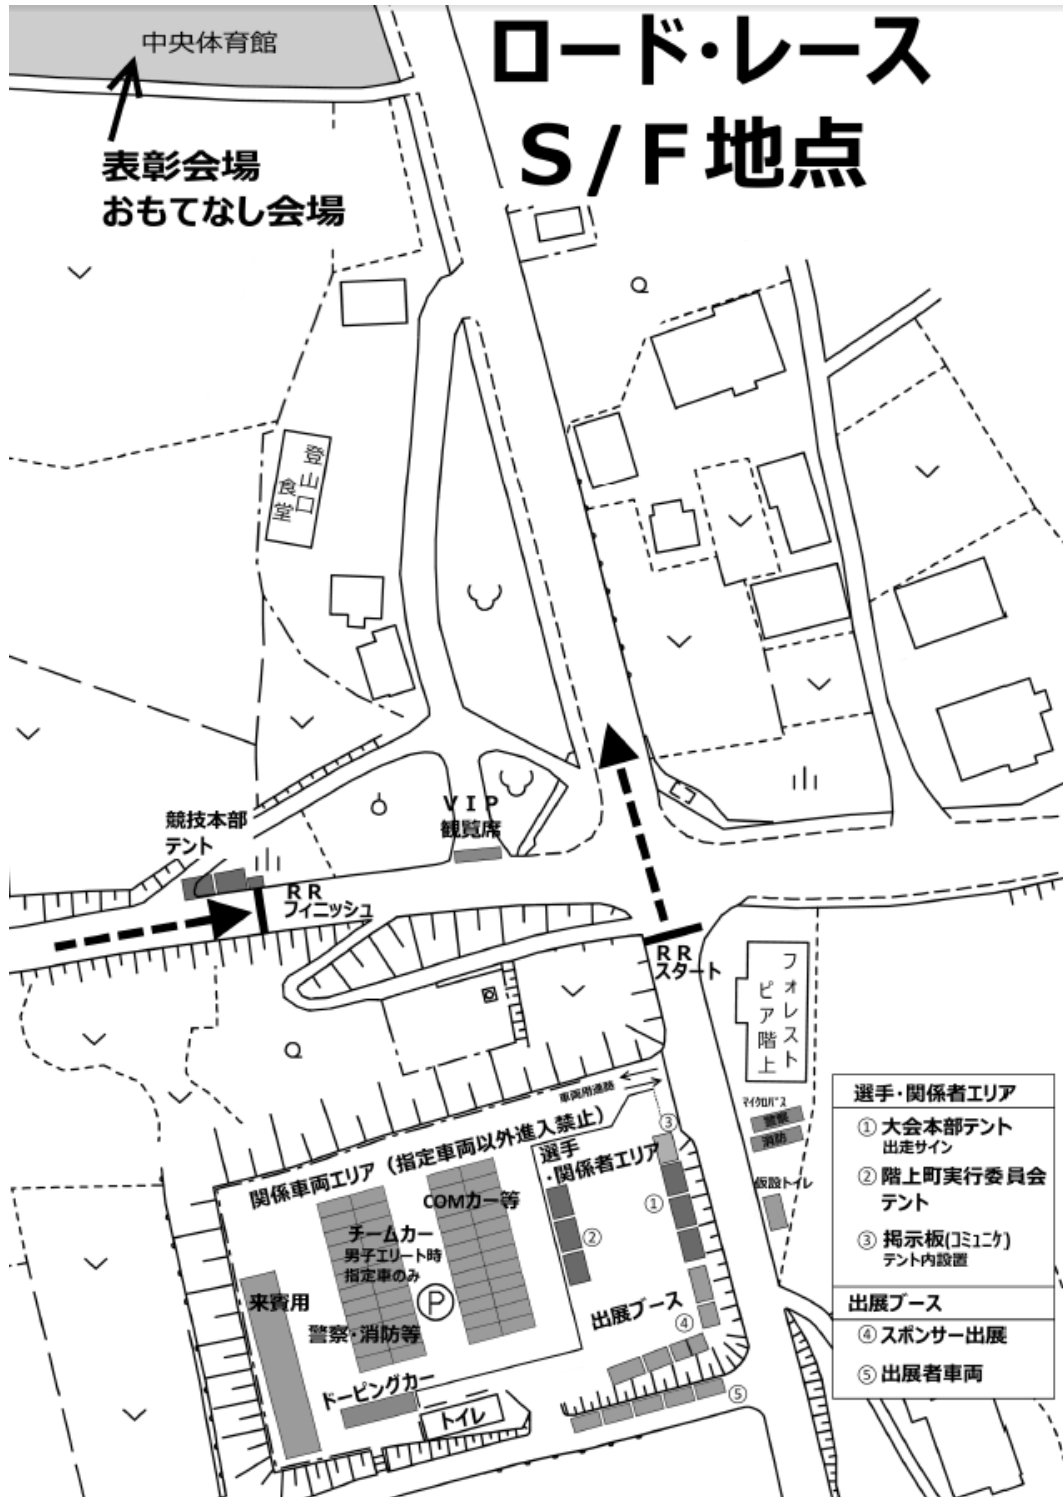 中央体育館
ロード・レース
S/F地点
表彰会場
おもてなし会場
登山口
食堂
競技本部
テント
VIP
観覧席
RR
フィニッシュ
RR
スタート
フォレスト
ピア階上
マイクロバス
警察
消防
仮設トイレ
車両用通路
関係車両エリア(指定車両以外進入禁止)
選手
・関係者エリア
③
①
②
COMカー等
チームカー
男子エリート時
指定車のみ
P
来賓用
警察・消防等
ドーピングカー
トイレ
出展ブース
④
⑤
選手・関係者エリア
①大会本部テント
出走サイン
②階上町実行委員会
テント
③掲示板(コミュニケ)
テント内設置
出展ブース
④スポンサー出展
⑤出展者車両